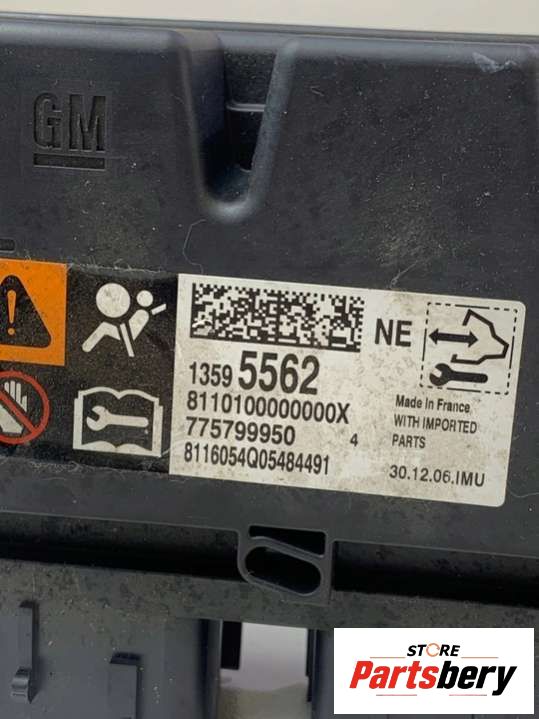 GM
NE
1359 5562
8110100000000X
775799950 4
8116054Q05484491
Made in France
WITH IMPORTED
PARTS
30.12.06.IMU
STORE
Partsbery